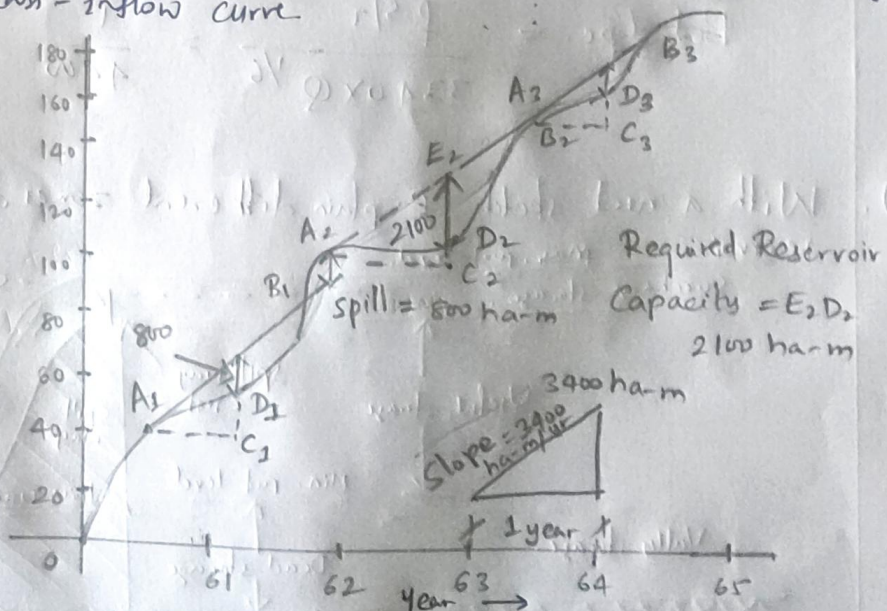 - Inflow curve
180
160
140
120
100
80
60
40
20
0
61
62
63
64
65
year →
A1
B1
C1
D1
800
A2
E2
2100
D2
C2
spill = 800 ha-m
A3
B3
D3
B2
C3
Required Reservoir
Capacity = E2D2
2100 ha-m
3400 ha-m
Slope = 3400
ha-m/yr
1 year